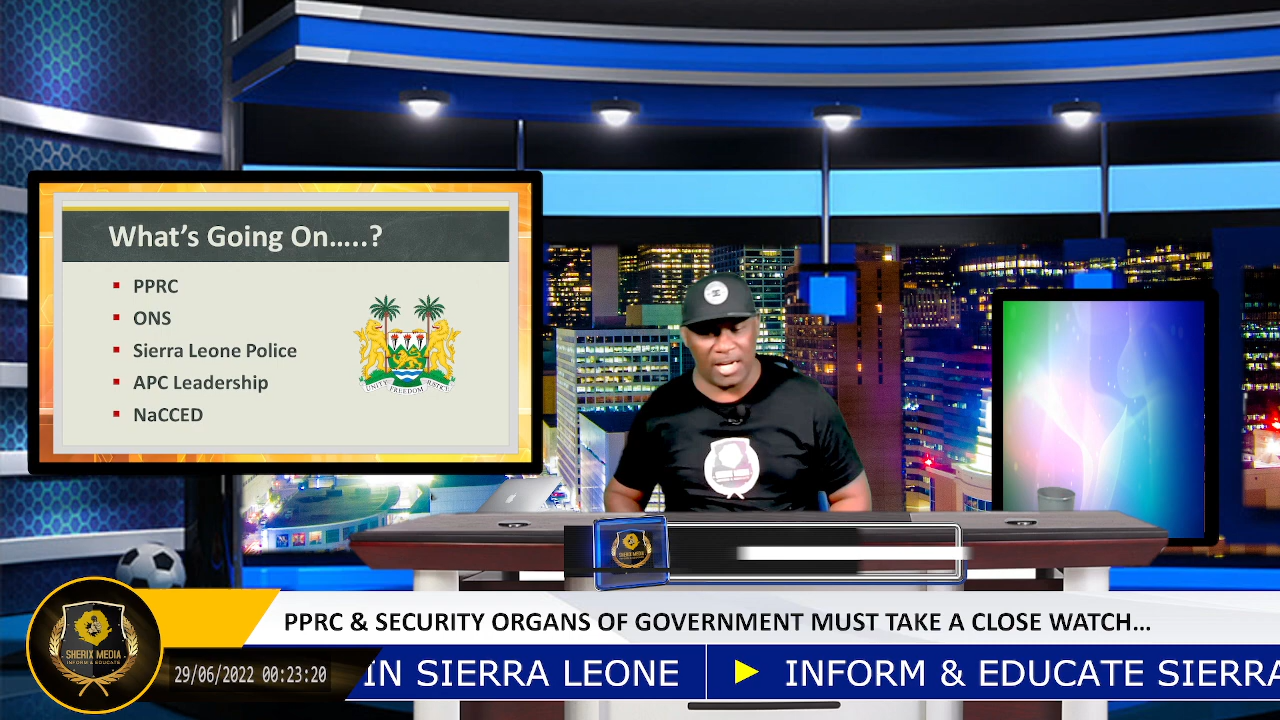 What's Going On.....?
PPRC
ONS
Sierra Leone Police
APC Leadership
NaCCED
UNITY FREEDOM JUSTICE
SHERIX MEDIA
PPRC & SECURITY ORGANS OF GOVERNMENT MUST TAKE A CLOSE WATCH...
SHERIX MEDIA
INFORM & EDUCATE
29/06/2022 00:23:20
IN SIERRA LEONE
INFORM & EDUCATE SIERRA